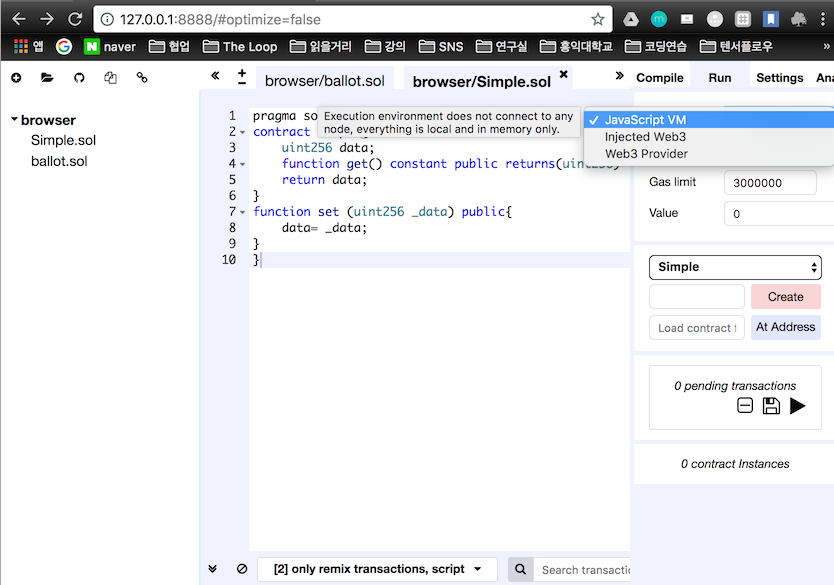 127.0.0.1:8888/#optimize=false
앱 naver 협업 The Loop 읽을거리 강의 SNS 연구실 홍익대학교 코딩연습 텐서플로우 »
browser/ballot.sol browser/Simple.sol
Compile Run Settings Ana
browser
Simple.sol
ballot.sol
1 pragma so
2 contract
3 uint256 data;
4 function get() constant public returns(uint256)
5 return data;
6 }
7 function set (uint256 _data) public{
8 data= _data;
9 }
10 }
Execution environment does not connect to any
node, everything is local and in memory only.
✓ JavaScript VM
Injected Web3
Web3 Provider
Gas limit 3000000
Value 0
Simple
Create
Load contract f At Address
0 pending transactions
0 contract Instances
[2] only remix transactions, script
Search transactio